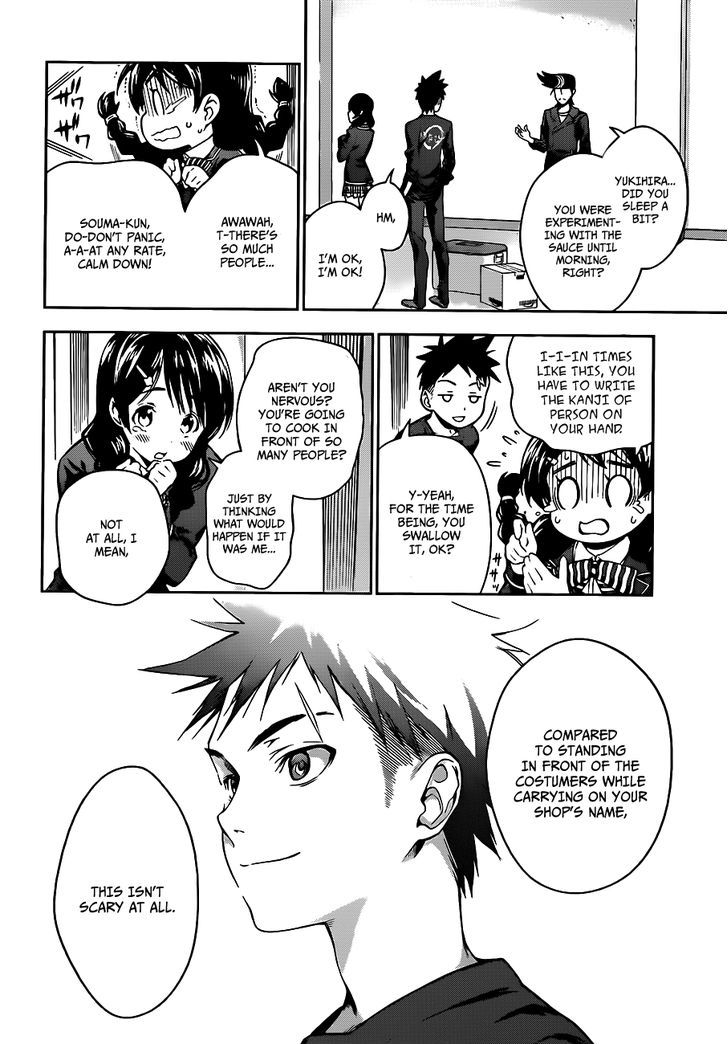 YUKIHIRA...
DID YOU
SLEEP A
BIT?
YOU WERE
EXPERIMENT-
ING WITH THE
SAUCE UNTIL
MORNING,
RIGHT?
HM,
I'M OK,
I'M OK!
AWAWAH,
T-THERE'S
SO MUCH
PEOPLE...
SOUMA-KUN,
DO-DON'T PANIC,
A-A-AT ANY RATE,
CALM DOWN!
I-I-IN TIMES
LIKE THIS, YOU
HAVE TO WRITE
THE KANJI OF
PERSON ON
YOUR HAND.
Y-YEAH,
FOR THE TIME
BEING, YOU
SWALLOW
IT, OK?
AREN'T YOU
NERVOUS?
YOU'RE GOING
TO COOK IN
FRONT OF SO
MANY PEOPLE?
JUST BY
THINKING
WHAT WOULD
HAPPEN IF IT
WAS ME...
NOT
AT ALL, I
MEAN,
COMPARED
TO STANDING
IN FRONT OF THE
COSTUMERS WHILE
CARRYING ON YOUR
SHOP'S NAME,
THIS ISN'T
SCARY AT ALL.